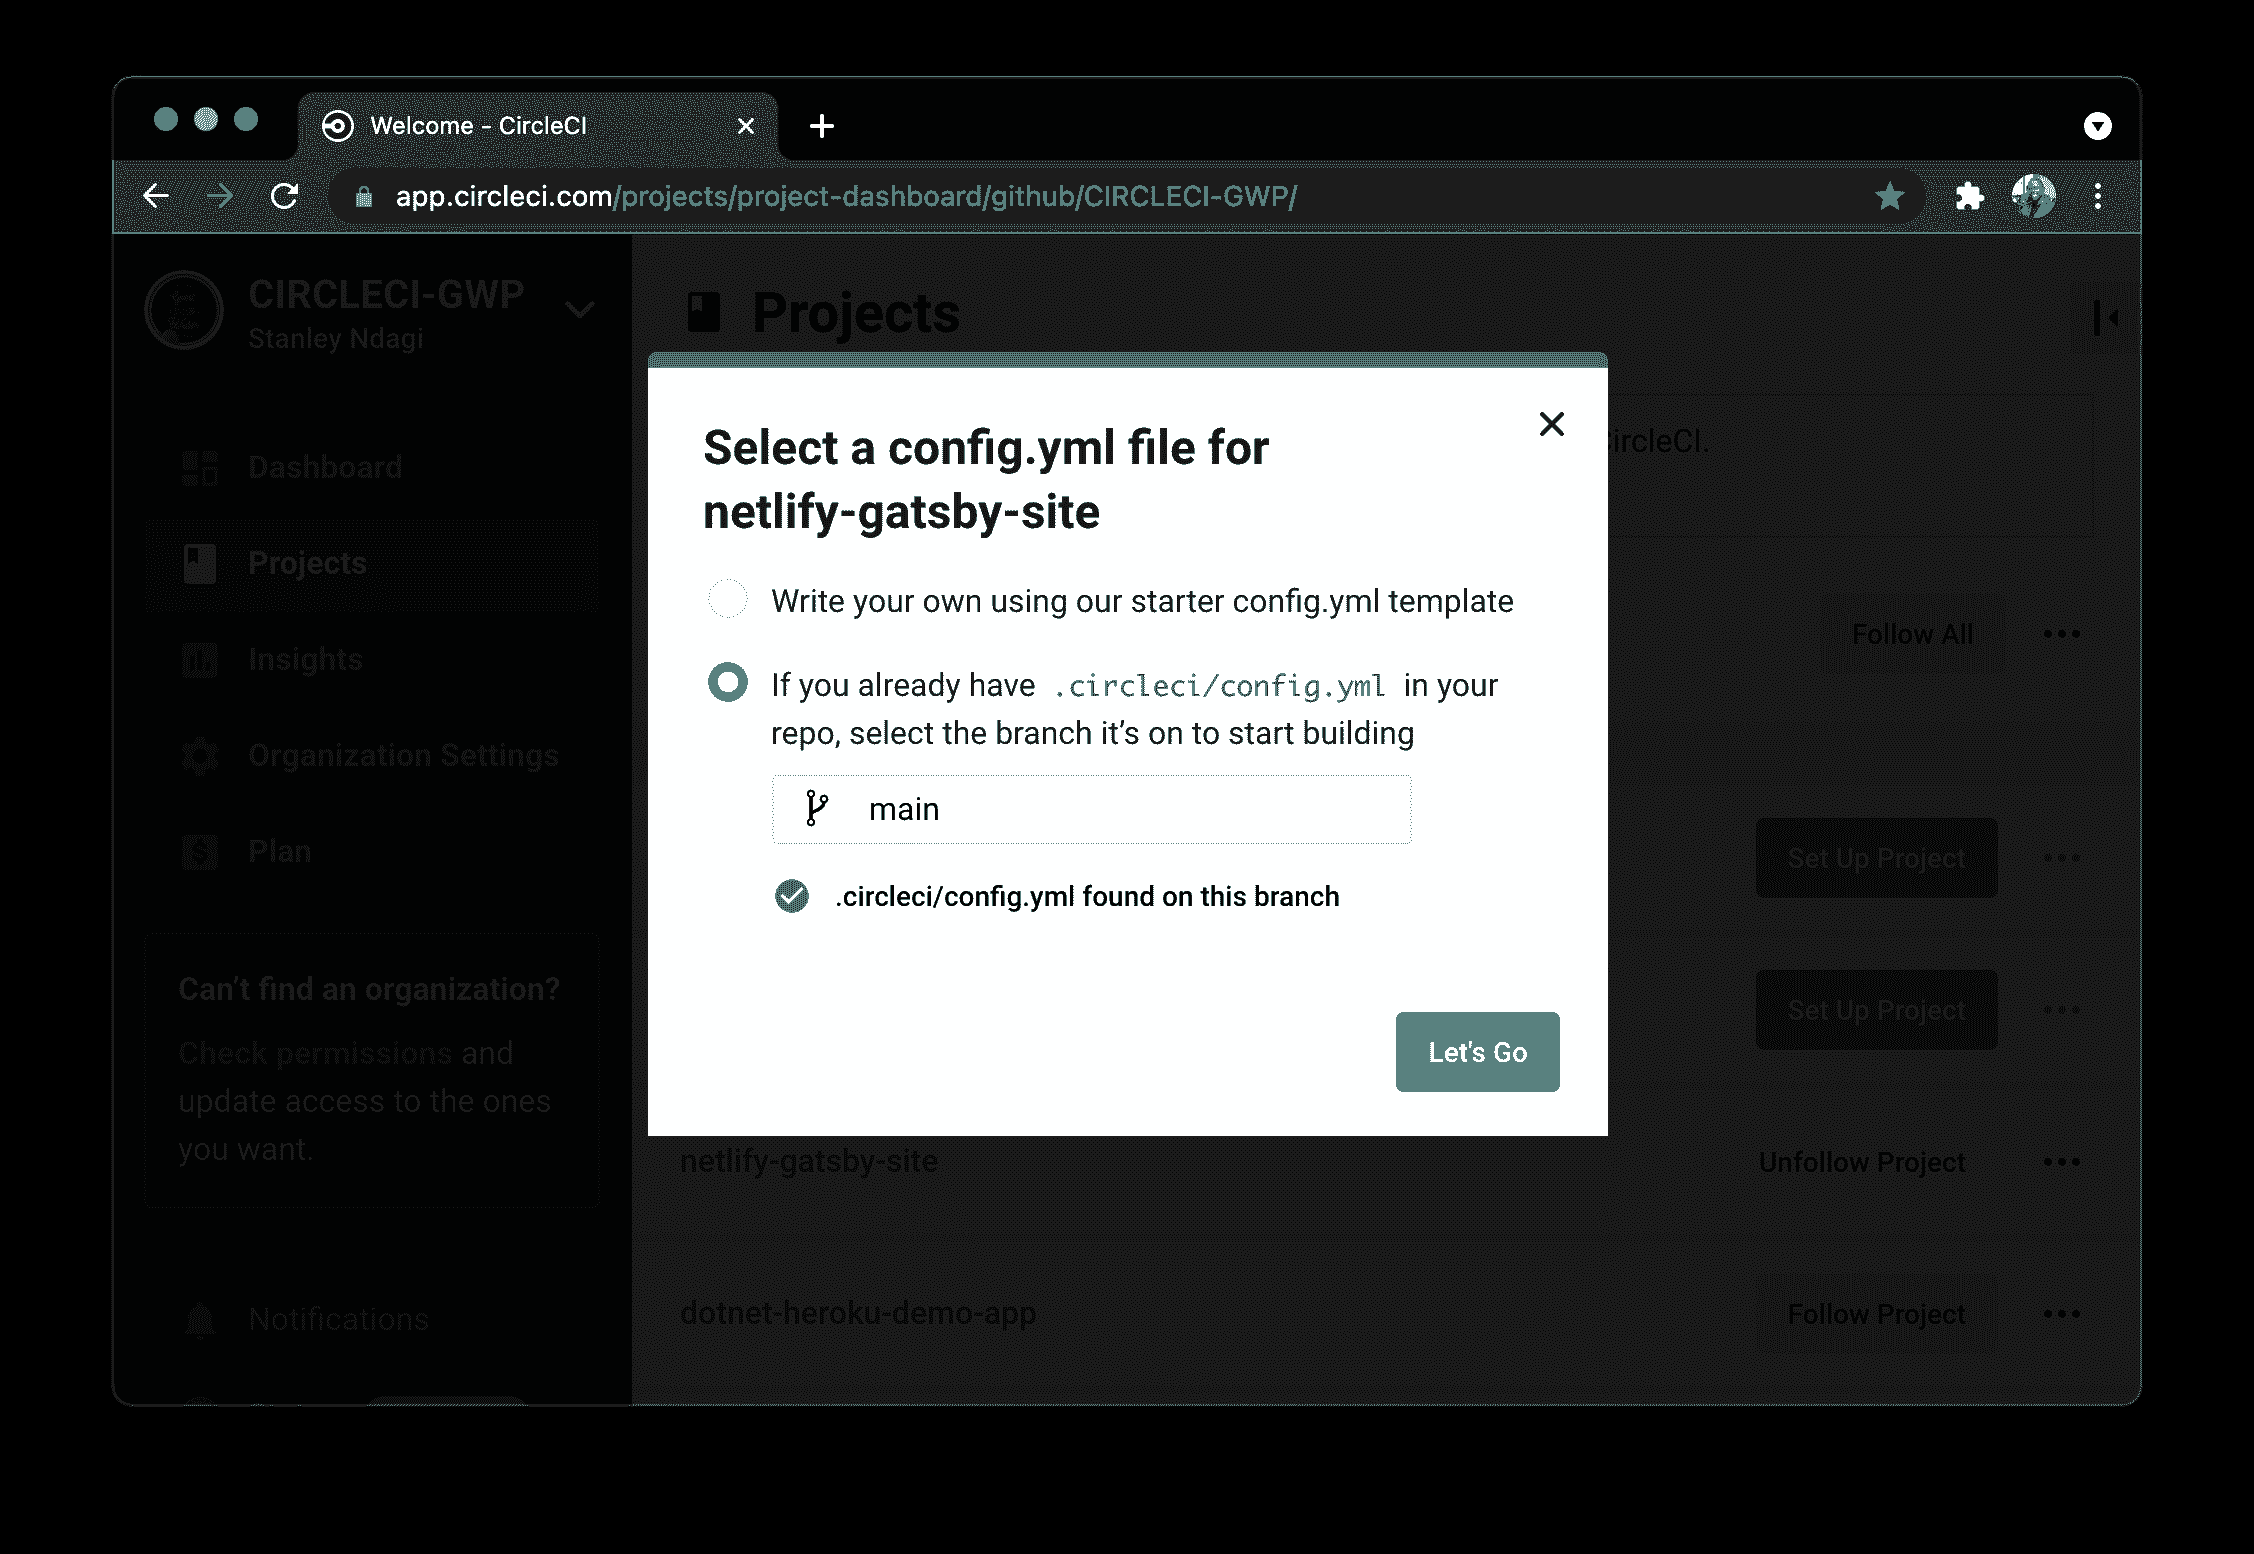 Welcome - CircleCI
app.circleci.com/projects/project-dashboard/github/CIRCLECI-GWP/
CIRCLECI-GWP
Stanley Ndagi
Dashboard
Projects
Insights
Organization Settings
Plan
Can't find an organization?
Check permissions and
update access to the ones
you want.
Notifications
Projects
CircleCI.
Follow All
Set Up Project
Set Up Project
netlify-gatsby-site
Unfollow Project
dotnet-heroku-demo-app
Follow Project
Select a config.yml file for
netlify-gatsby-site
Write your own using our starter config.yml template
If you already have .circleci/config.yml in your
repo, select the branch it’s on to start building
main
.circleci/config.yml found on this branch
Let's Go